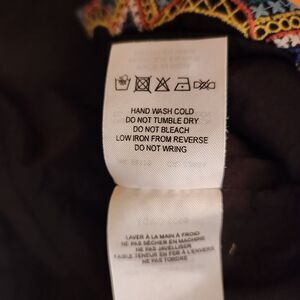 HAND WASH COLD
DO NOT TUMBLE DRY
DO NOT BLEACH
LOW IRON FROM REVERSE
DO NOT WRING
LAVER À LA MAIN À FROID
NE PAS SÉCHER EN MACHINE
NE PAS JAVELLISER
FAIBLE TENEUR EN FER À L'ENVERS
NE PAS TORDRE